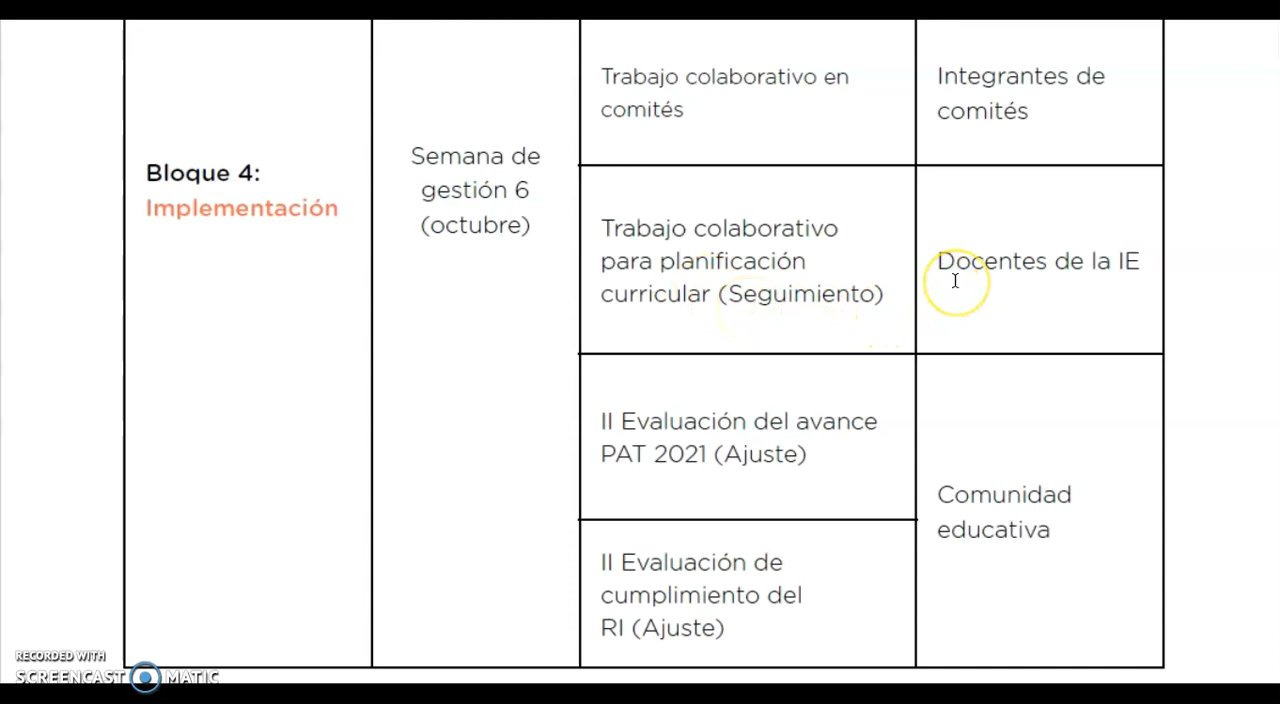 Trabajo colaborativo en
comités
Integrantes de
comités
Bloque 4:
Implementación
Semana de
gestión 6
(octubre)
Trabajo colaborativo
para planificación
curricular (Seguimiento)
Docentes de la IE
II Evaluación del avance
PAT 2021 (Ajuste)
Comunidad
educativa
II Evaluación de
cumplimiento del
RI (Ajuste)
RECORDED WITH
SCREENCAST MATIC